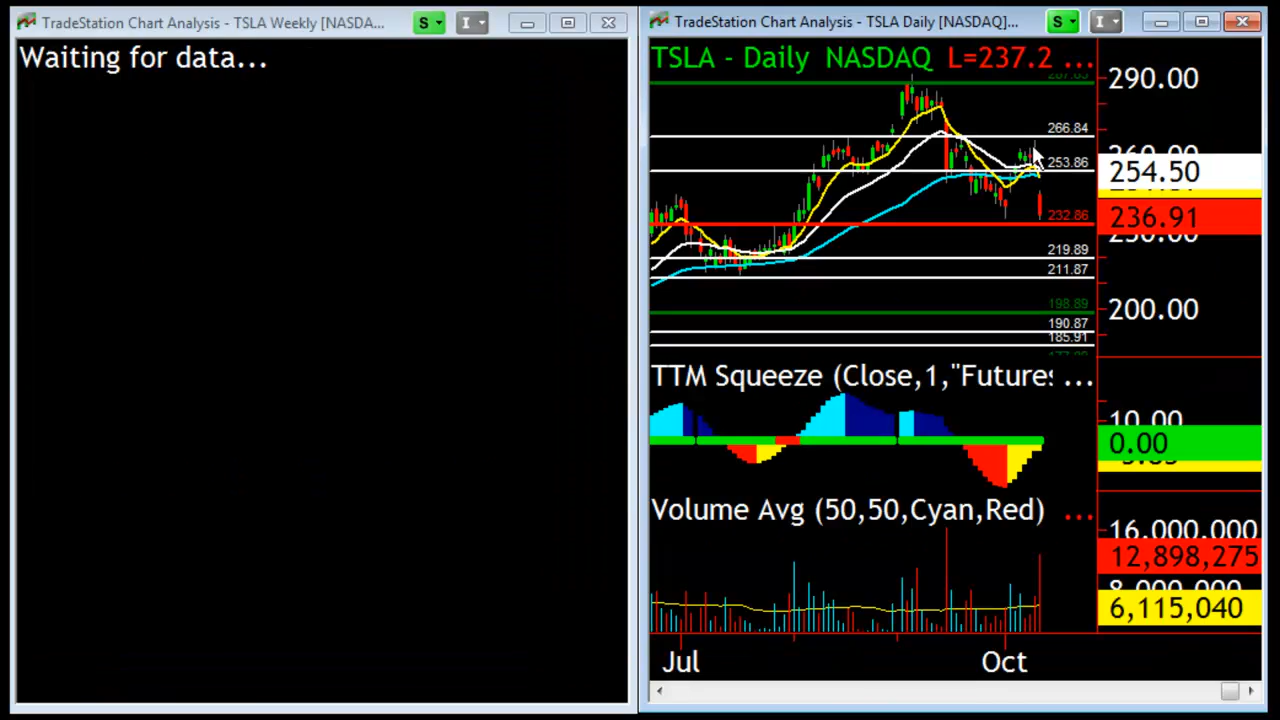 TradeStation Chart Analysis - TSLA Weekly [NASDA...
S
I
Waiting for data...
TradeStation Chart Analysis - TSLA Daily [NASDAQ]...
S
I
TSLA - Daily NASDAQ L=237.2 ...
290.00
266.84
253.86
254.50
232.86
236.91
219.89
211.87
198.89
200.00
190.87
185.91
TTM Squeeze (Close,1,"Futures ...
10.00
0.00
Volume Avg (50,50,Cyan,Red) ...
16,000,000
12,898,275
8,000,000
6,115,040
Jul
Oct